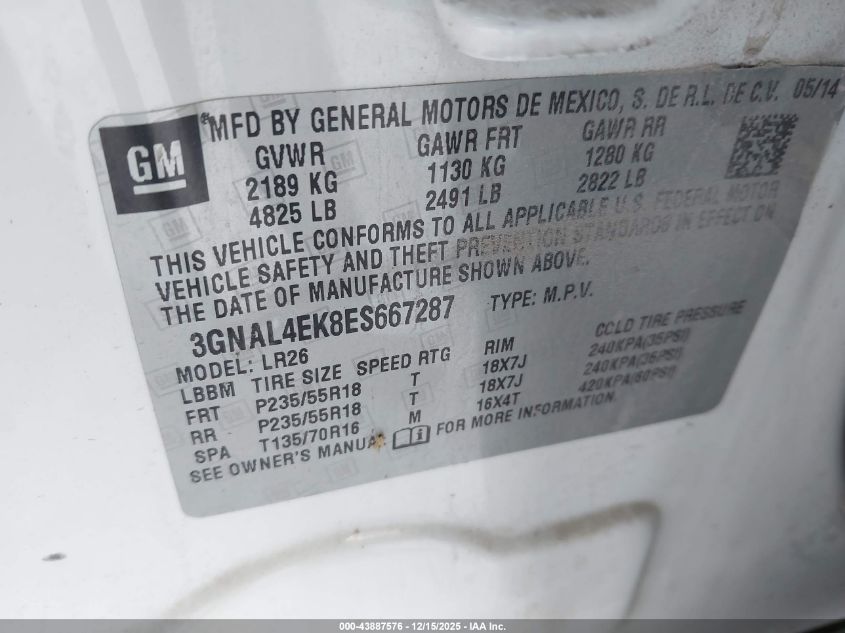 GM
®MFD BY GENERAL MOTORS DE MEXICO, S. DE R.L. DE C.V. 05/14
GVWR GAWR FRT GAWR RR
2189 KG 1130 KG 1280 KG
4825 LB 2491 LB 2822 LB
THIS VEHICLE CONFORMS TO ALL APPLICABLE U.S. FEDERAL MOTOR
VEHICLE SAFETY AND THEFT PREVENTION STANDARDS IN EFFECT ON
THE DATE OF MANUFACTURE SHOWN ABOVE.
3GNAL4EK8ES667287 TYPE: M.P.V.
MODEL: LR26
LBBM TIRE SIZE SPEED RTG RIM COLD TIRE PRESSURE
FRT P235/55R18 T 18X7J 240KPA(35PSI)
RR P235/55R18 T 18X7J 240KPA(35PSI)
SPA T135/70R16 M 16X4T 420KPA(60PSI)
SEE OWNER'S MANUAL FOR MORE INFORMATION.
000-43887576 - 12/15/2025 - IAA Inc.